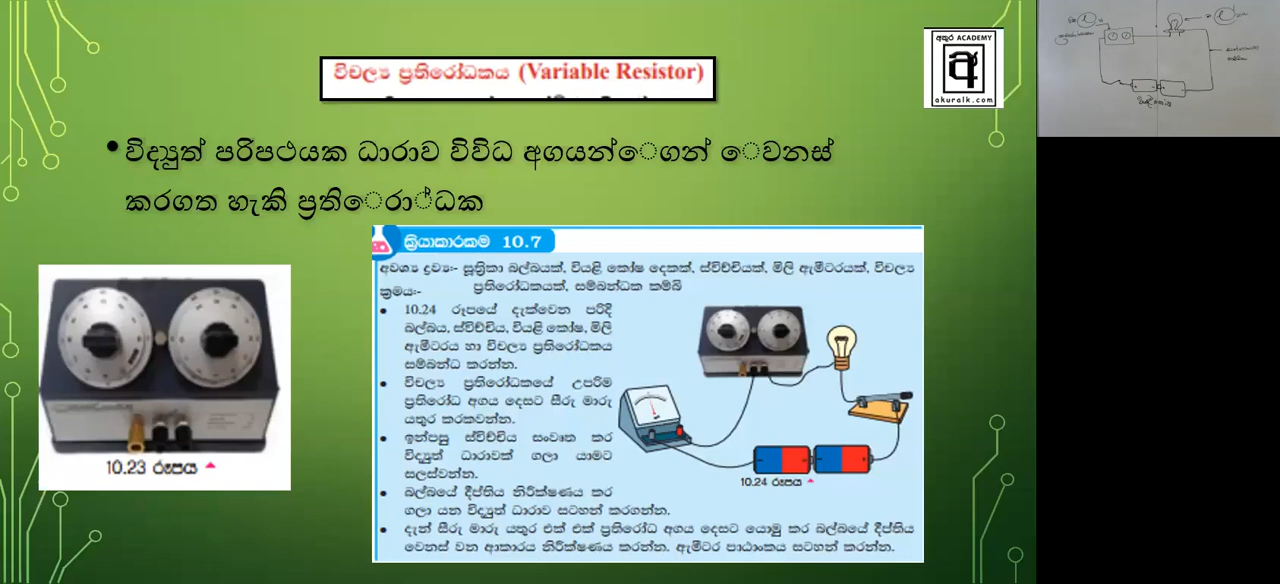 විචල්‍ය ප්‍රතිරෝධකය (Variable Resistor)
අකුර ACADEMY
අ
akuralk.com
• විද්‍යුත් පරිපථයක ධාරාව විවිධ අගයන්ෙගන් ෙවනස්
කරගත හැකි ප්‍රතිෙරා්ධක
ක්‍රියාකාරකම 10.7
අවශ්‍ය ද්‍රව්‍ය:- සූත්‍රිකා බල්බයක්, වියළි කෝෂ දෙකක්, ස්විච්චියක්, මිලි ඇමීටරයක්, විචල්‍ය
ප්‍රතිරෝධකයක්, සම්බන්ධක කම්බි
ක්‍රමය:-
• 10.24 රූපයේ දැක්වෙන පරිදි
බල්බය, ස්විච්චිය, වියළි කෝෂ, මිලි
ඇමීටරය හා විචල්‍ය ප්‍රතිරෝධකය
සම්බන්ධ කරන්න.
• විචල්‍ය ප්‍රතිරෝධකයේ උපරිම
ප්‍රතිරෝධ අගය දෙසට සීරු මාරු
යතුර කරකවන්න.
• ඉන්පසු ස්විච්චිය සංවෘත කර
විද්‍යුත් ධාරාවක් ගලා යාමට
සලස්වන්න.
• බල්බයේ දීප්තිය නිරීක්ෂණය කර
ගලා යන විද්‍යුත් ධාරාව සටහන් කරගන්න.
• දැන් සීරු මාරු යතුර එක් එක් ප්‍රතිරෝධ අගය දෙසට යොමු කර බල්බයේ දීප්තිය
වෙනස් වන ආකාරය නිරීක්ෂණය කරන්න. ඇමීටර පාඨාංකය සටහන් කරන්න.
10.24 රූපය
10.23 රූපය